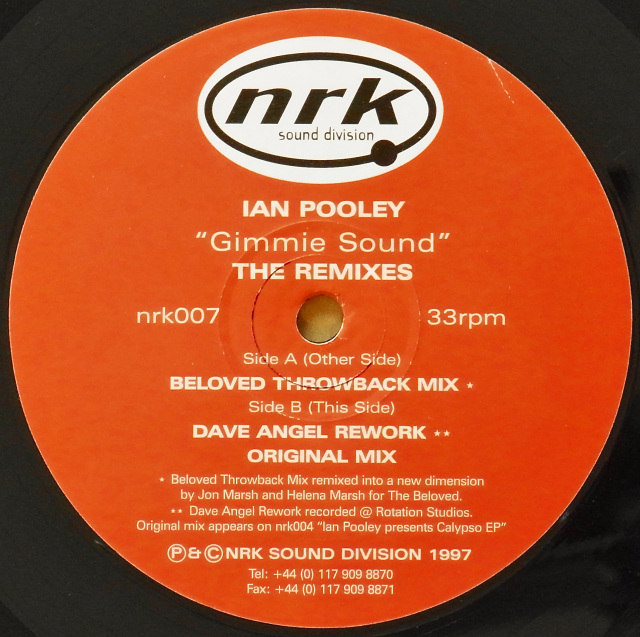 nrk
sound division
IAN POOLEY
“Gimmie Sound”
THE REMIXES
nrk007 33rpm
Side A (Other Side)
BELOVED THROWBACK MIX ⋆
Side B (This Side)
DAVE ANGEL REWORK ⋆⋆
ORIGINAL MIX
⋆ Beloved Throwback Mix remixed into a new dimension
by Jon Marsh and Helena Marsh for The Beloved.
⋆⋆ Dave Angel Rework recorded @ Rotation Studios.
Original mix appears on nrk004 “Ian Pooley presents Calypso EP”
℗ & © NRK SOUND DIVISION 1997
Tel: +44 (0) 117 909 8870
Fax: +44 (0) 117 909 8871